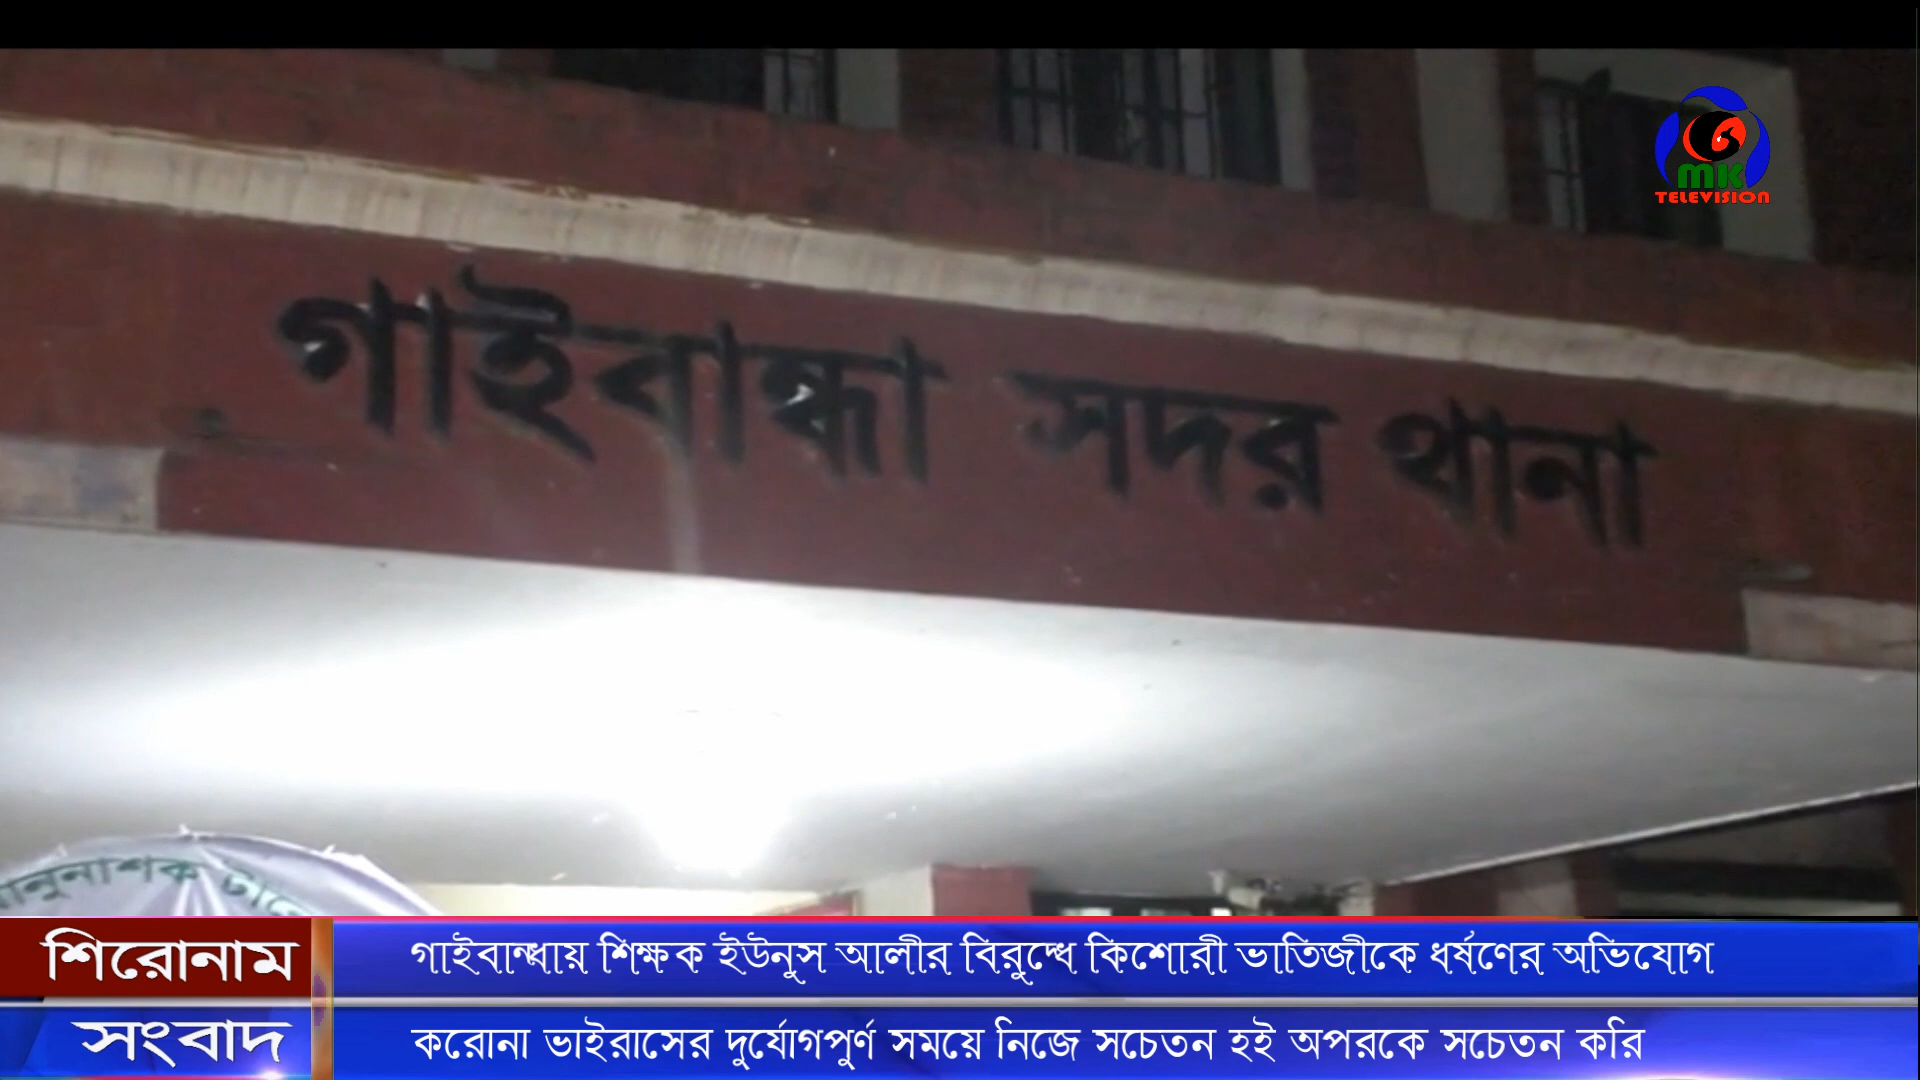 MK
TELEVISION
গাইবান্ধা সদর থানা
টানেল
শিরোনাম
গাইবান্ধায় শিক্ষক ইউনূস আলীর বিরুদ্ধে কিশোরী ভাতিজীকে ধর্ষণের অভিযোগ
সংবাদ
করোনা ভাইরাসের দুর্যোগপুর্ণ সময়ে নিজে সচেতন হই অপরকে সচেতন করি